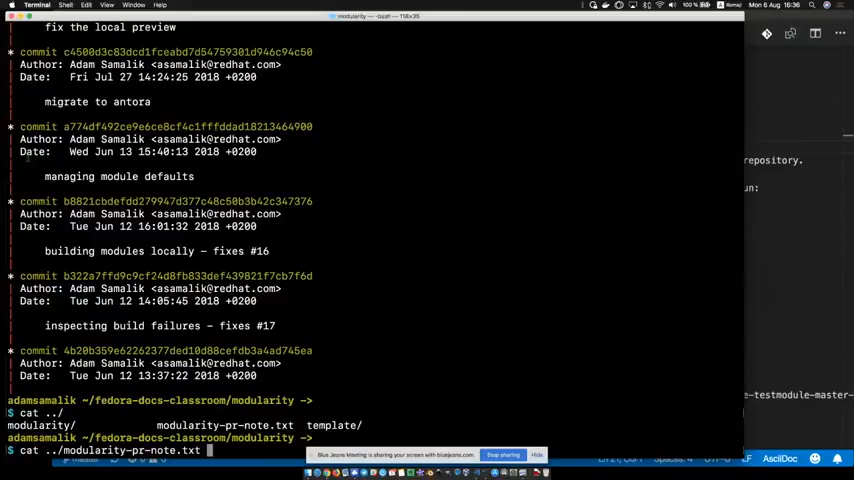 Terminal Shell Edit View Window Help
100 % Mon 6 Aug 16:36
modularity — -bash — 118×35
fix the local preview
* commit c4500d3c83dcd1fceabd7d54759301d946c94c50
Author: Adam Samalik <asamalik@redhat.com>
Date: Fri Jul 27 14:24:25 2018 +0200
migrate to antora
* commit a774df492ce9e6ce8cf4c1fffddad18213464900
Author: Adam Samalik <asamalik@redhat.com>
Date: Wed Jun 13 15:40:13 2018 +0200
managing module defaults
repository.
un:
* commit b8821cbdefdd279947d377c48c50b3b42c347376
Author: Adam Samalik <asamalik@redhat.com>
Date: Tue Jun 12 16:01:32 2018 +0200
building modules locally - fixes #16
* commit b322a7ffd9c9cf24d8fb833def439821f7cb7f6d
Author: Adam Samalik <asamalik@redhat.com>
Date: Tue Jun 12 14:05:45 2018 +0200
inspecting build failures - fixes #17
* commit 4b20b359e62262377ded10d88cefdb3a4ad745ea
Author: Adam Samalik <asamalik@redhat.com>
Date: Tue Jun 12 13:37:22 2018 +0200
e-testmodule-master-
adamsamalik ~/fedora-docs-classroom/modularity ->
$ cat ../
modularity/ modularity-pr-note.txt template/
adamsamalik ~/fedora-docs-classroom/modularity ->
$ cat ../modularity-pr-note.txt
Blue Jeans Meeting is sharing your screen with bluejeans.com. Stop sharing Hide
master
LF AsciiDoc